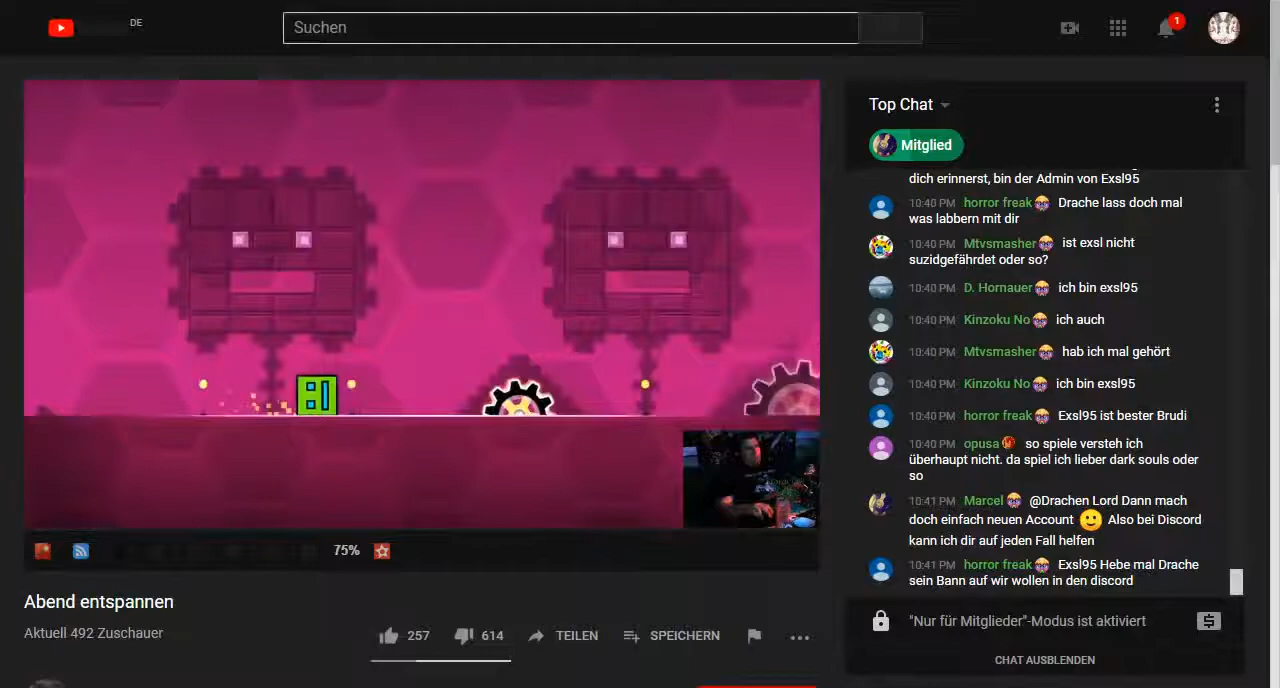 DE
Suchen
1
Top Chat
Mitglied
dich erinnerst, bin der Admin von Exsl95
10:40 PM horror freak Drache lass doch mal
was labbern mit dir
10:40 PM Mtvsmasher ist exsl nicht
suzidgefährdet oder so?
10:40 PM D. Hornauer ich bin exsl95
10:40 PM Kinzoku No ich auch
10:40 PM Mtvsmasher hab ich mal gehört
10:40 PM Kinzoku No ich bin exsl95
10:40 PM horror freak Exsl95 ist bester Brudi
10:40 PM opusa so spiele versteh ich
überhaupt nicht. da spiel ich lieber dark souls oder
so
10:41 PM Marcel @Drachen Lord Dann mach
doch einfach neuen Account Also bei Discord
kann ich dir auf jeden Fall helfen
10:41 PM horror freak Exsl95 Hebe mal Drache
sein Bann auf wir wollen in den discord
75%
Abend entspannen
Aktuell 492 Zuschauer
257 614 TEILEN SPEICHERN
"Nur für Mitglieder"-Modus ist aktiviert
CHAT AUSBLENDEN